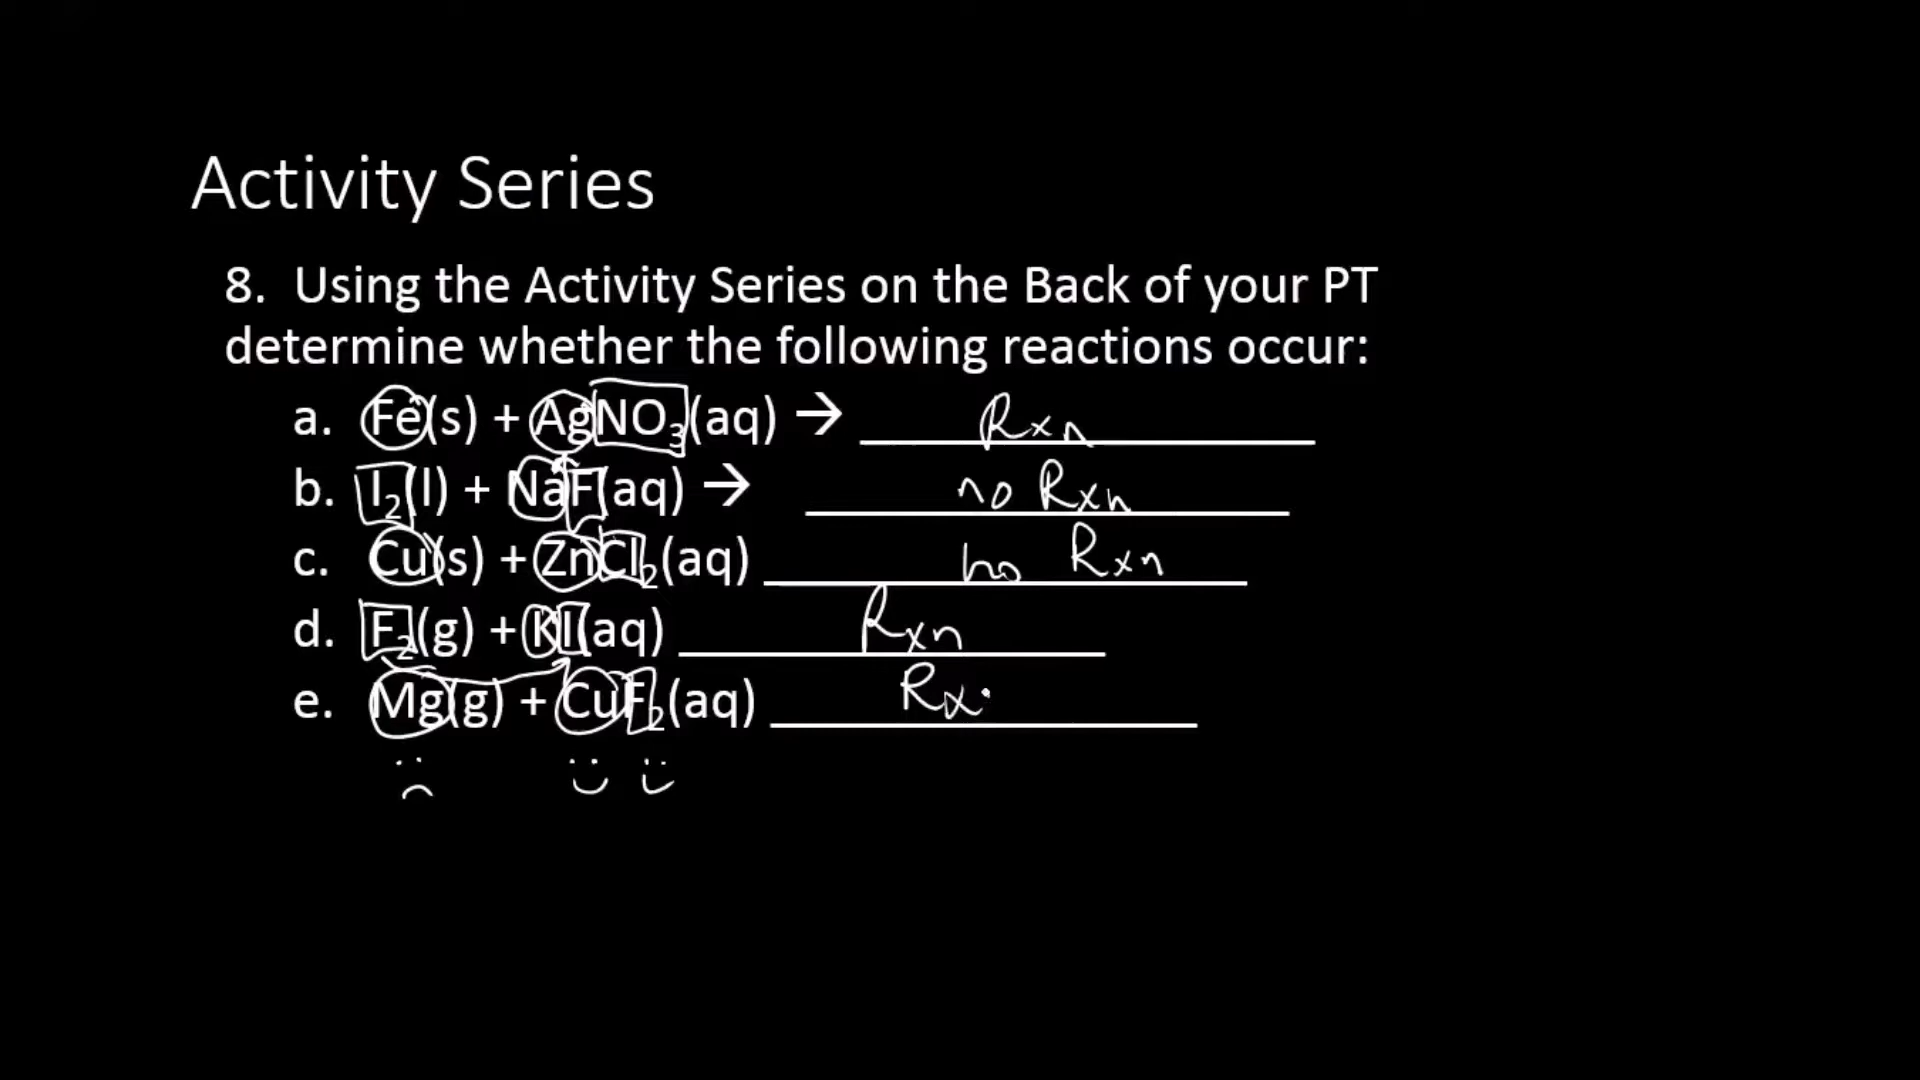 Activity Series
8. Using the Activity Series on the Back of your PT
determine whether the following reactions occur:
a. Fe(s) + AgNO₃(aq) → Rxn
b. I₂(l) + NaF(aq) → no Rxn
c. Cu(s) + ZnCl₂(aq) no Rxn
d. F₂(g) + KI(aq) Rxn
e. Mg(g) + CuF₂(aq) Rx